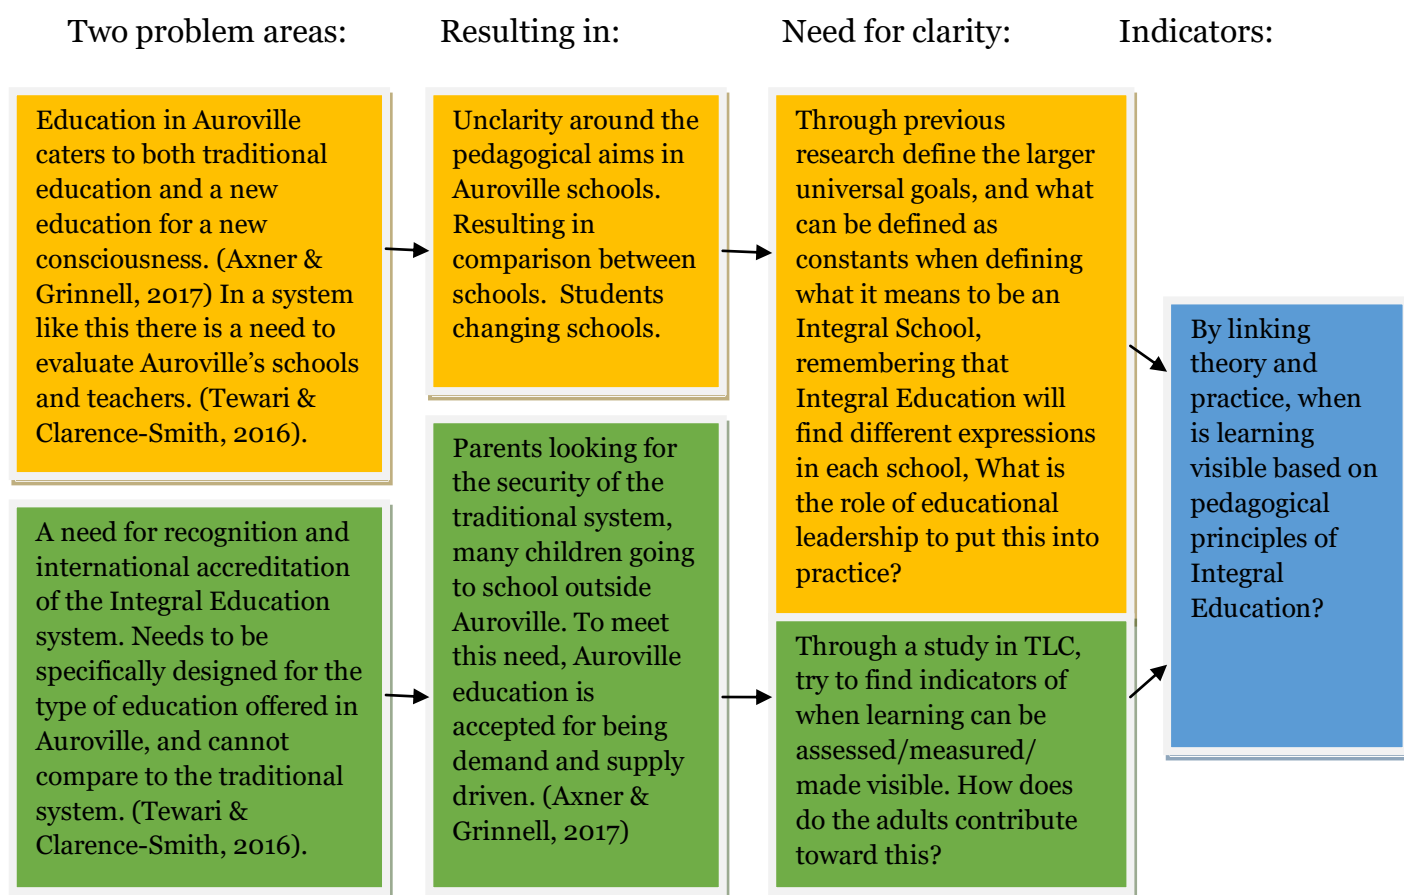 Two problem areas:
Resulting in:
Need for clarity:
Indicators:
Education in Auroville
caters to both traditional
education and a new
education for a new
consciousness. (Axner &
Grinnell, 2017) In a system
like this there is a need to
evaluate Auroville’s schools
and teachers. (Tewari &
Clarence-Smith, 2016).
Unclarity around the
pedagogical aims in
Auroville schools.
Resulting in
comparison between
schools.  Students
changing schools.
Through previous
research define the larger
universal goals, and what
can be defined as
constants when defining
what it means to be an
Integral School,
remembering that
Integral Education will
find different expressions
in each school, What is
the role of educational
leadership to put this into
practice?
A need for recognition and
international accreditation
of the Integral Education
system. Needs to be
specifically designed for the
type of education offered in
Auroville, and cannot
compare to the traditional
system. (Tewari &
Clarence-Smith, 2016).
Parents looking for
the security of the
traditional system,
many children going
to school outside
Auroville. To meet
this need, Auroville
education is
accepted for being
demand and supply
driven. (Axner &
Grinnell, 2017)
Through a study in TLC,
try to find indicators of
when learning can be
assessed/measured/
made visible. How does
do the adults contribute
toward this?
By linking
theory and
practice, when
is learning
visible based on
pedagogical
principles of
Integral
Education?